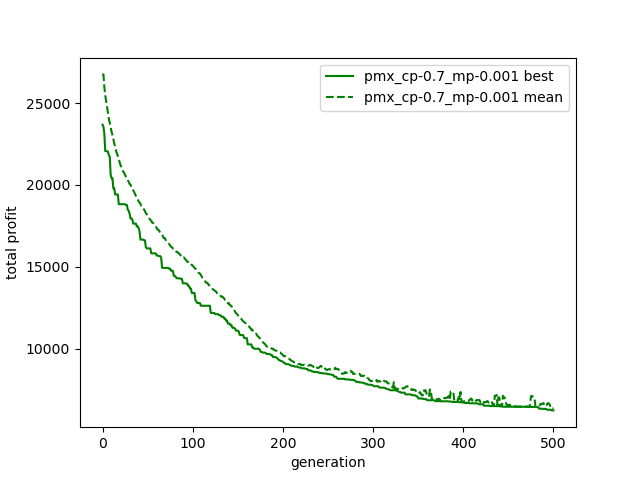 pmx_cp-0.7_mp-0.001 best
pmx_cp-0.7_mp-0.001 mean
25000
20000
15000
10000
total profit
0 100 200 300 400 500
generation